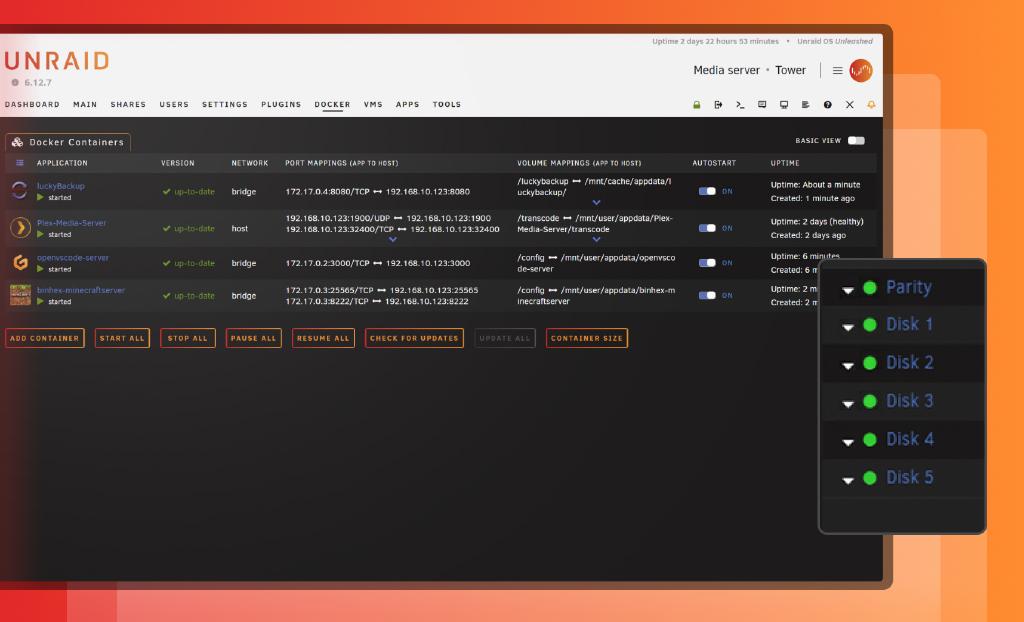 Uptime 2 days 22 hours 53 minutes • Unraid OS Unleashed
UNRAID
6.12.7
Media server • Tower
DASHBOARD MAIN SHARES USERS SETTINGS PLUGINS DOCKER VMS APPS TOOLS
Docker Containers
BASIC VIEW
APPLICATION VERSION NETWORK PORT MAPPINGS (APP TO HOST) VOLUME MAPPINGS (APP TO HOST) AUTOSTART UPTIME
luckyBackup
started
up-to-date
bridge
172.17.0.4:8080/TCP ↔ 192.168.10.123:8080
/luckybackup ↔ /mnt/cache/appdata/l
uckybackup/
ON
Uptime: About a minute
Created: 1 minute ago
Plex-Media-Server
started
up-to-date
host
192.168.10.123:1900/UDP ↔ 192.168.10.123:1900
192.168.10.123:32400/TCP ↔ 192.168.10.123:32400
/transcode ↔ /mnt/user/appdata/Plex-
Media-Server/transcode
ON
Uptime: 2 days (healthy)
Created: 2 days ago
openvscode-server
started
up-to-date
bridge
172.17.0.2:3000/TCP ↔ 192.168.10.123:3000
/config ↔ /mnt/user/appdata/openvsco
de-server
ON
Uptime: 6 minutes
Created: 6 m
binhex-minecraftserver
started
up-to-date
bridge
172.17.0.3:25565/TCP ↔ 192.168.10.123:25565
172.17.0.3:8222/TCP ↔ 192.168.10.123:8222
/config ↔ /mnt/user/appdata/binhex-m
inecraftserver
ON
Uptime: 2 m
Created: 2 m
ADD CONTAINER START ALL STOP ALL PAUSE ALL RESUME ALL CHECK FOR UPDATES UPDATE ALL CONTAINER SIZE
Parity
Disk 1
Disk 2
Disk 3
Disk 4
Disk 5